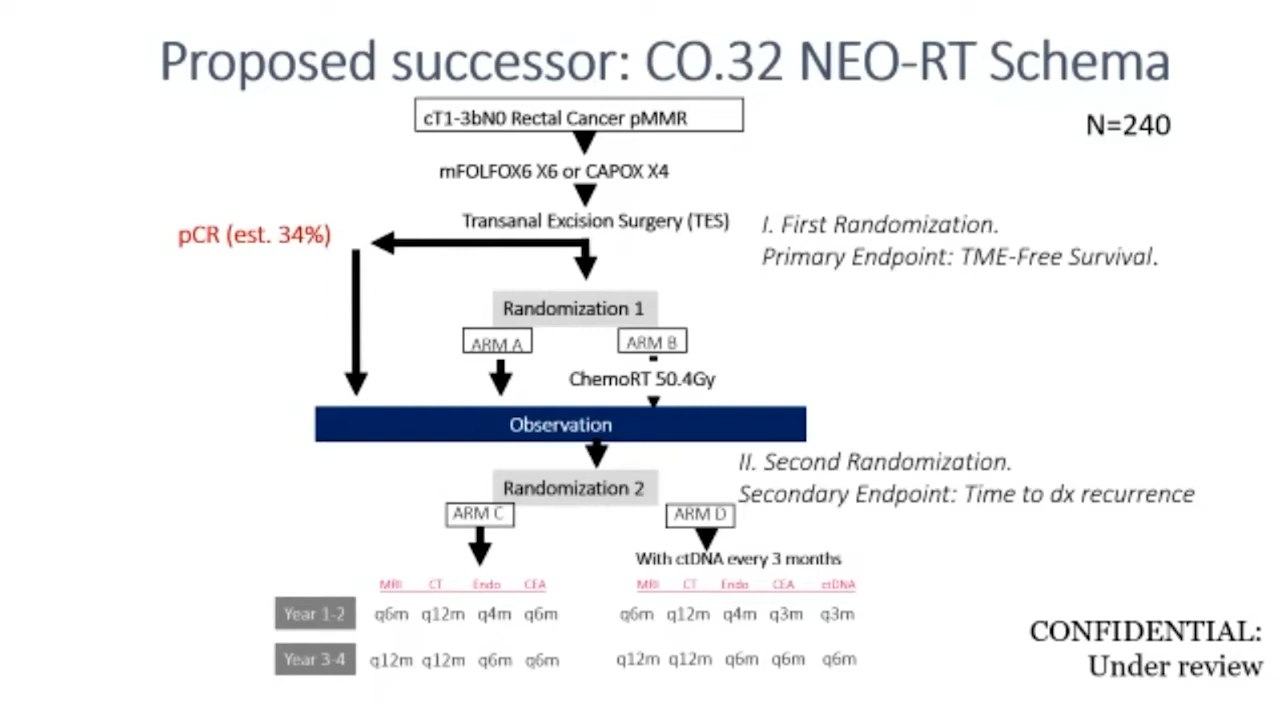 Proposed successor: CO.32 NEO-RT Schema
cT1-3bN0 Rectal Cancer pMMR
N=240
mFOLFOX6 X6 or CAPOX X4
Transanal Excision Surgery (TES)
pCR (est. 34%)
I. First Randomization.
Primary Endpoint: TME-Free Survival.
Randomization 1
ARM A ARM B
ChemoRT 50.4Gy
Observation
II. Second Randomization.
Secondary Endpoint: Time to dx recurrence
Randomization 2
ARM C ARM D
With ctDNA every 3 months
MRI CT Endo CEA MRI CT Endo CEA ctDNA
Year 1-2 q6m q12m q4m q6m q6m q12m q4m q3m q3m
Year 3-4 q12m q12m q6m q6m q12m q12m q6m q6m q6m
CONFIDENTIAL:
Under review